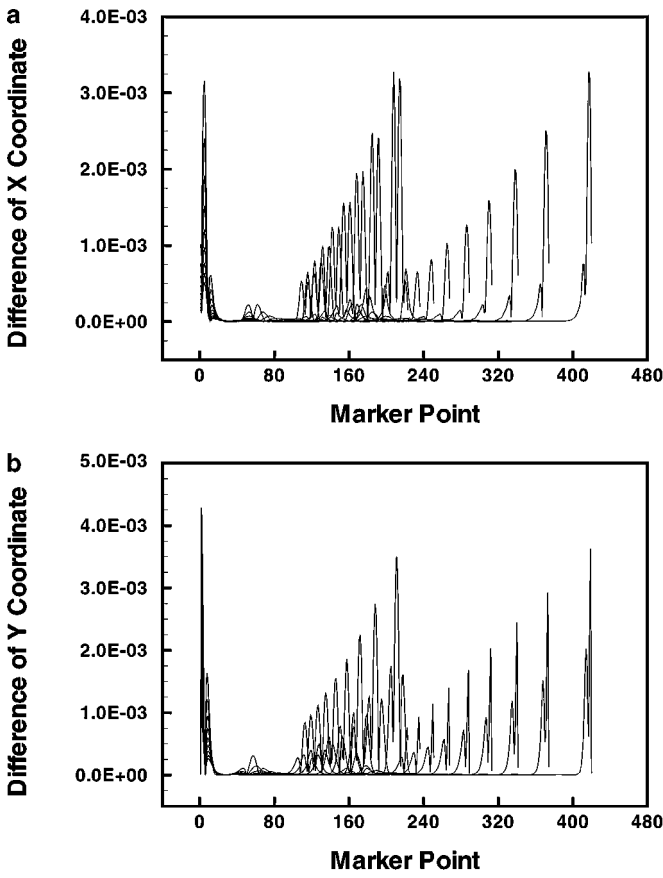 a
Difference of X Coordinate
4.0E-03
3.0E-03
2.0E-03
1.0E-03
0.0E+00
0 80 160 240 320 400 480
Marker Point
b
Difference of Y Coordinate
5.0E-03
4.0E-03
3.0E-03
2.0E-03
1.0E-03
0.0E+00
0 80 160 240 320 400 480
Marker Point